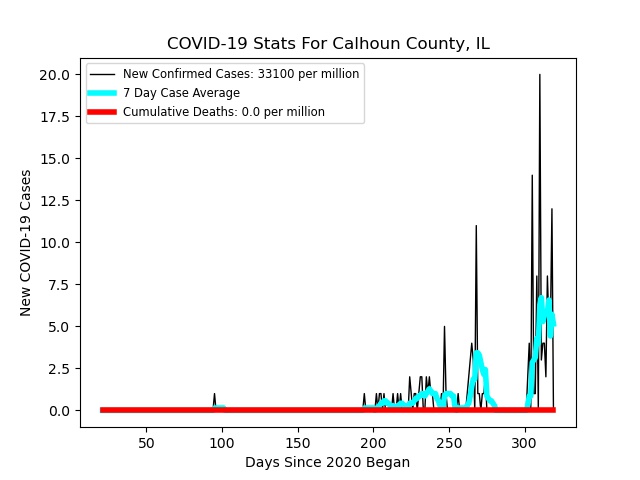 COVID-19 Stats For Calhoun County, IL
New Confirmed Cases: 33100 per million
7 Day Case Average
Cumulative Deaths: 0.0 per million
New COVID-19 Cases
20.0
17.5
15.0
12.5
10.0
7.5
5.0
2.5
0.0
50 100 150 200 250 300
Days Since 2020 Began